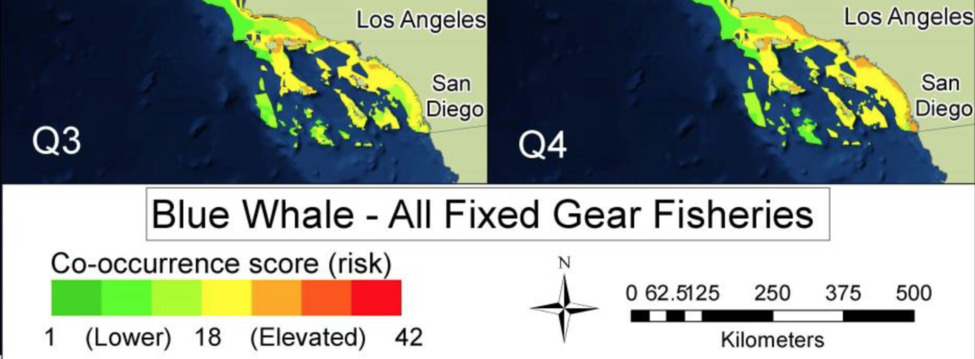 Los Angeles
San
Diego
Q3
Los Angeles
San
Diego
Q4
Blue Whale - All Fixed Gear Fisheries
Co-occurrence score (risk)
1 (Lower) 18 (Elevated) 42
N
0 62.5125 250 375 500
Kilometers